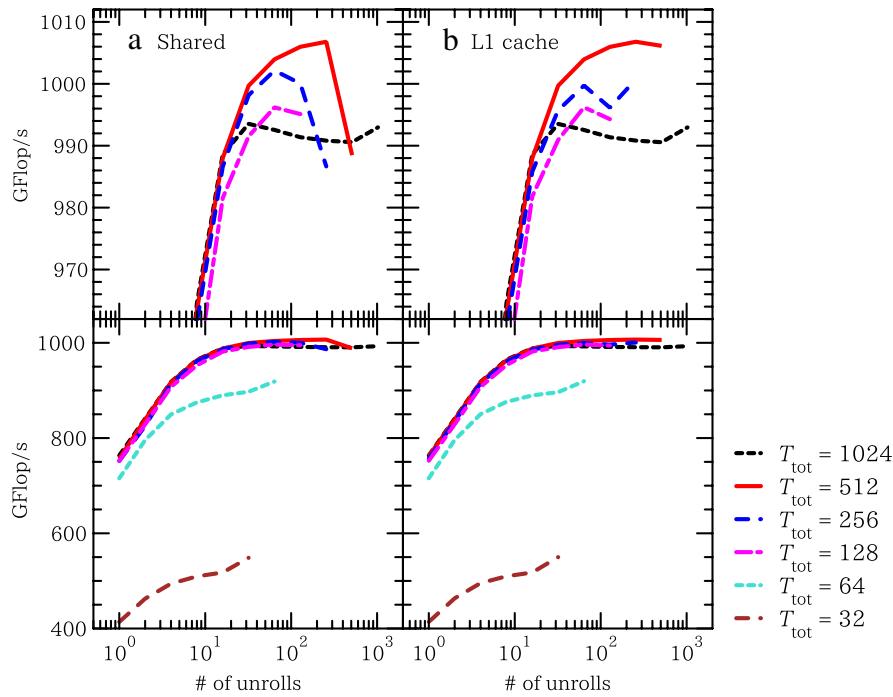 a Shared
b L1 cache
1010
1000
990
980
970
GFlop/s
1000
800
600
400
GFlop/s
10^0 10^1 10^2 10^3
10^0 10^1 10^2 10^3
# of unrolls
# of unrolls
T_tot = 1024
T_tot = 512
T_tot = 256
T_tot = 128
T_tot = 64
T_tot = 32